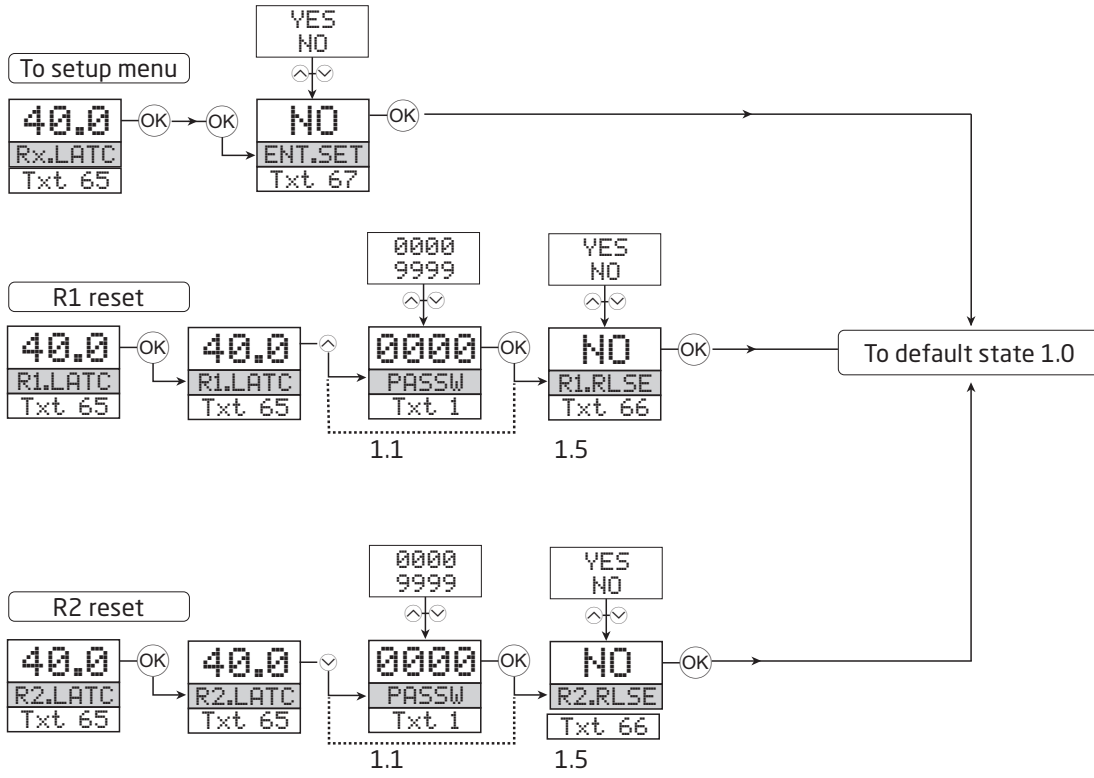 YES
NO
To setup menu
40.0
OK
OK
NO
OK
Rx.LATC
ENT.SET
Txt 65
Txt 67
0000
9999
YES
NO
R1 reset
40.0
OK
40.0
0000
OK
NO
OK
To default state 1.0
R1.LATC
R1.LATC
PASSW
R1.RLSE
Txt 65
Txt 65
Txt 1
Txt 66
1.1
1.5
0000
9999
YES
NO
R2 reset
40.0
OK
40.0
0000
OK
NO
OK
R2.LATC
R2.LATC
PASSW
R2.RLSE
Txt 65
Txt 65
Txt 1
Txt 66
1.1
1.5